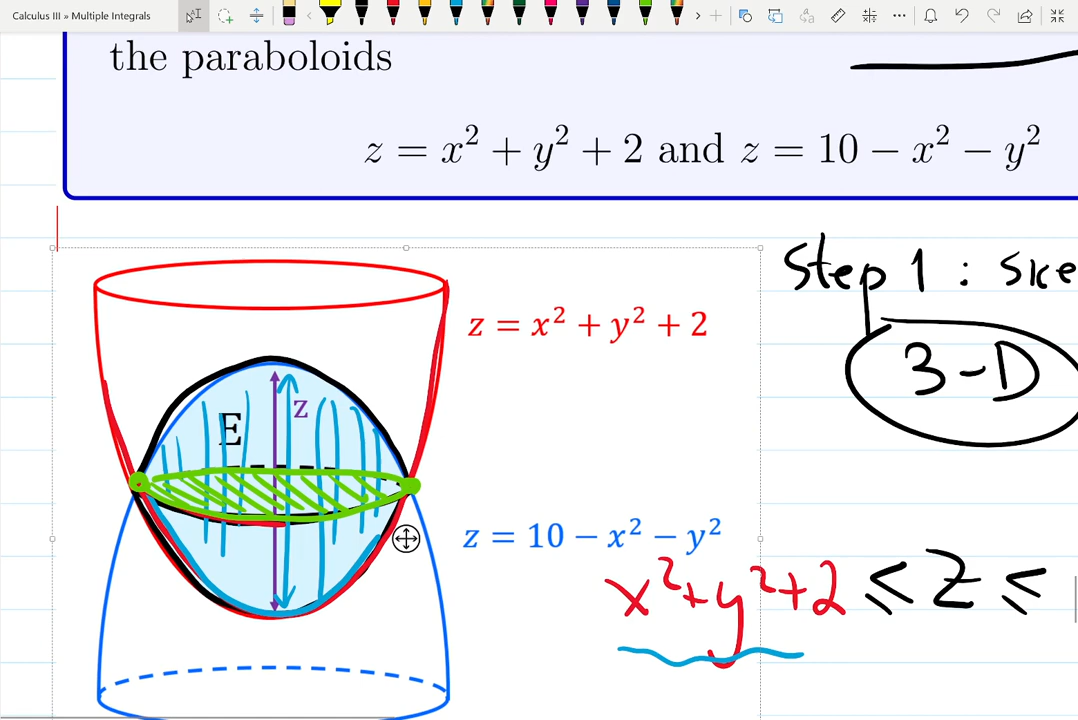 Calculus III » Multiple Integrals
the paraboloids
z = x² + y² + 2 and z = 10 − x² − y²
Step 1 : Ske
z = x² + y² + 2
3-D
z
E
z = 10 − x² − y²
x²+y²+2 ≤ z ≤